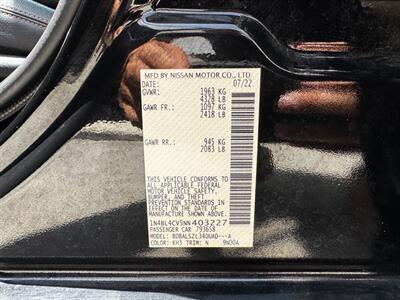 MFD BY NISSAN MOTOR CO., LTD.
DATE: 07/22
GVWR: 1963 KG
4328 LB
GAWR FR.: 1097 KG
2418 LB
GAWR RR.: 945 KG
2083 LB
THIS VEHICLE CONFORMS TO
ALL APPLICABLE FEDERAL
MOTOR VEHICLE SAFETY,
BUMPER, AND THEFT
PREVENTION STANDARDS IN
EFFECT ON THE DATE OF
MANUFACTURE SHOWN ABOVE.
1N4BL4CV5NN403227
PASSENGER CAR 793658
MODEL: BDBALSZL34OUAD---A
COLOR: KH3 TRIM: N 9N00A